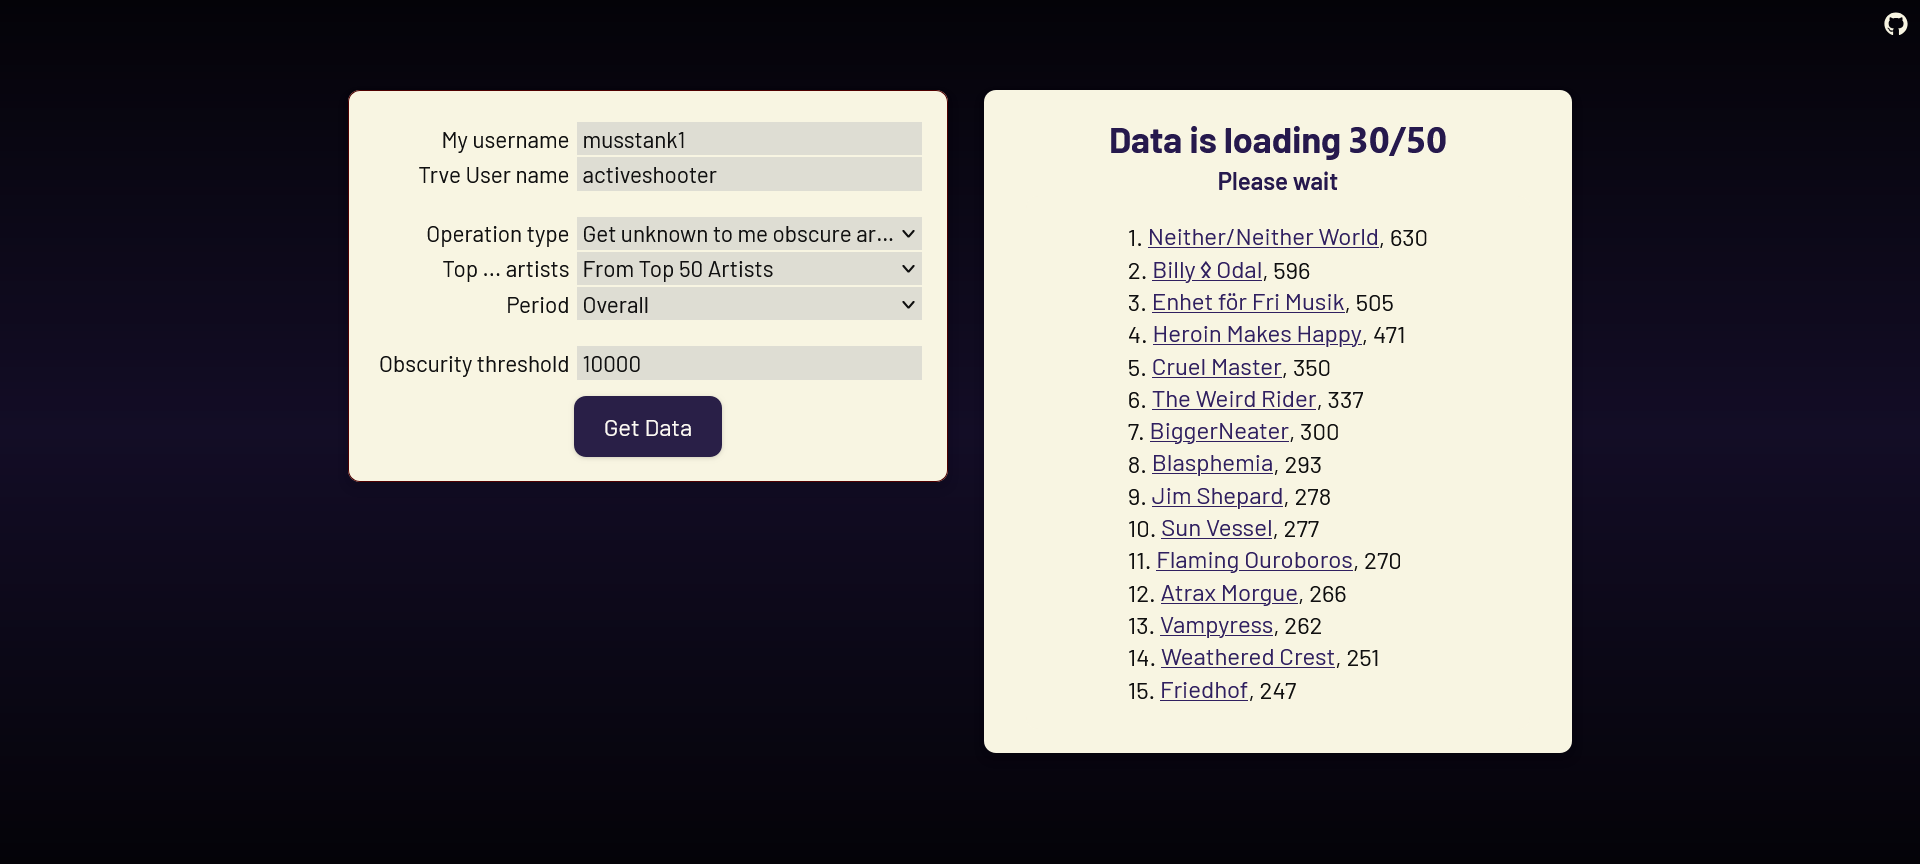 My username musstank1
Trve User name activeshooter
Operation type Get unknown to me obscure ar...
Top ... artists From Top 50 Artists
Period Overall
Obscurity threshold 10000
Get Data
Data is loading 30/50
Please wait
1. Neither/Neither World, 630
2. Billy ᛟ Odal, 596
3. Enhet för Fri Musik, 505
4. Heroin Makes Happy, 471
5. Cruel Master, 350
6. The Weird Rider, 337
7. BiggerNeater, 300
8. Blasphemia, 293
9. Jim Shepard, 278
10. Sun Vessel, 277
11. Flaming Ouroboros, 270
12. Atrax Morgue, 266
13. Vampyress, 262
14. Weathered Crest, 251
15. Friedhof, 247